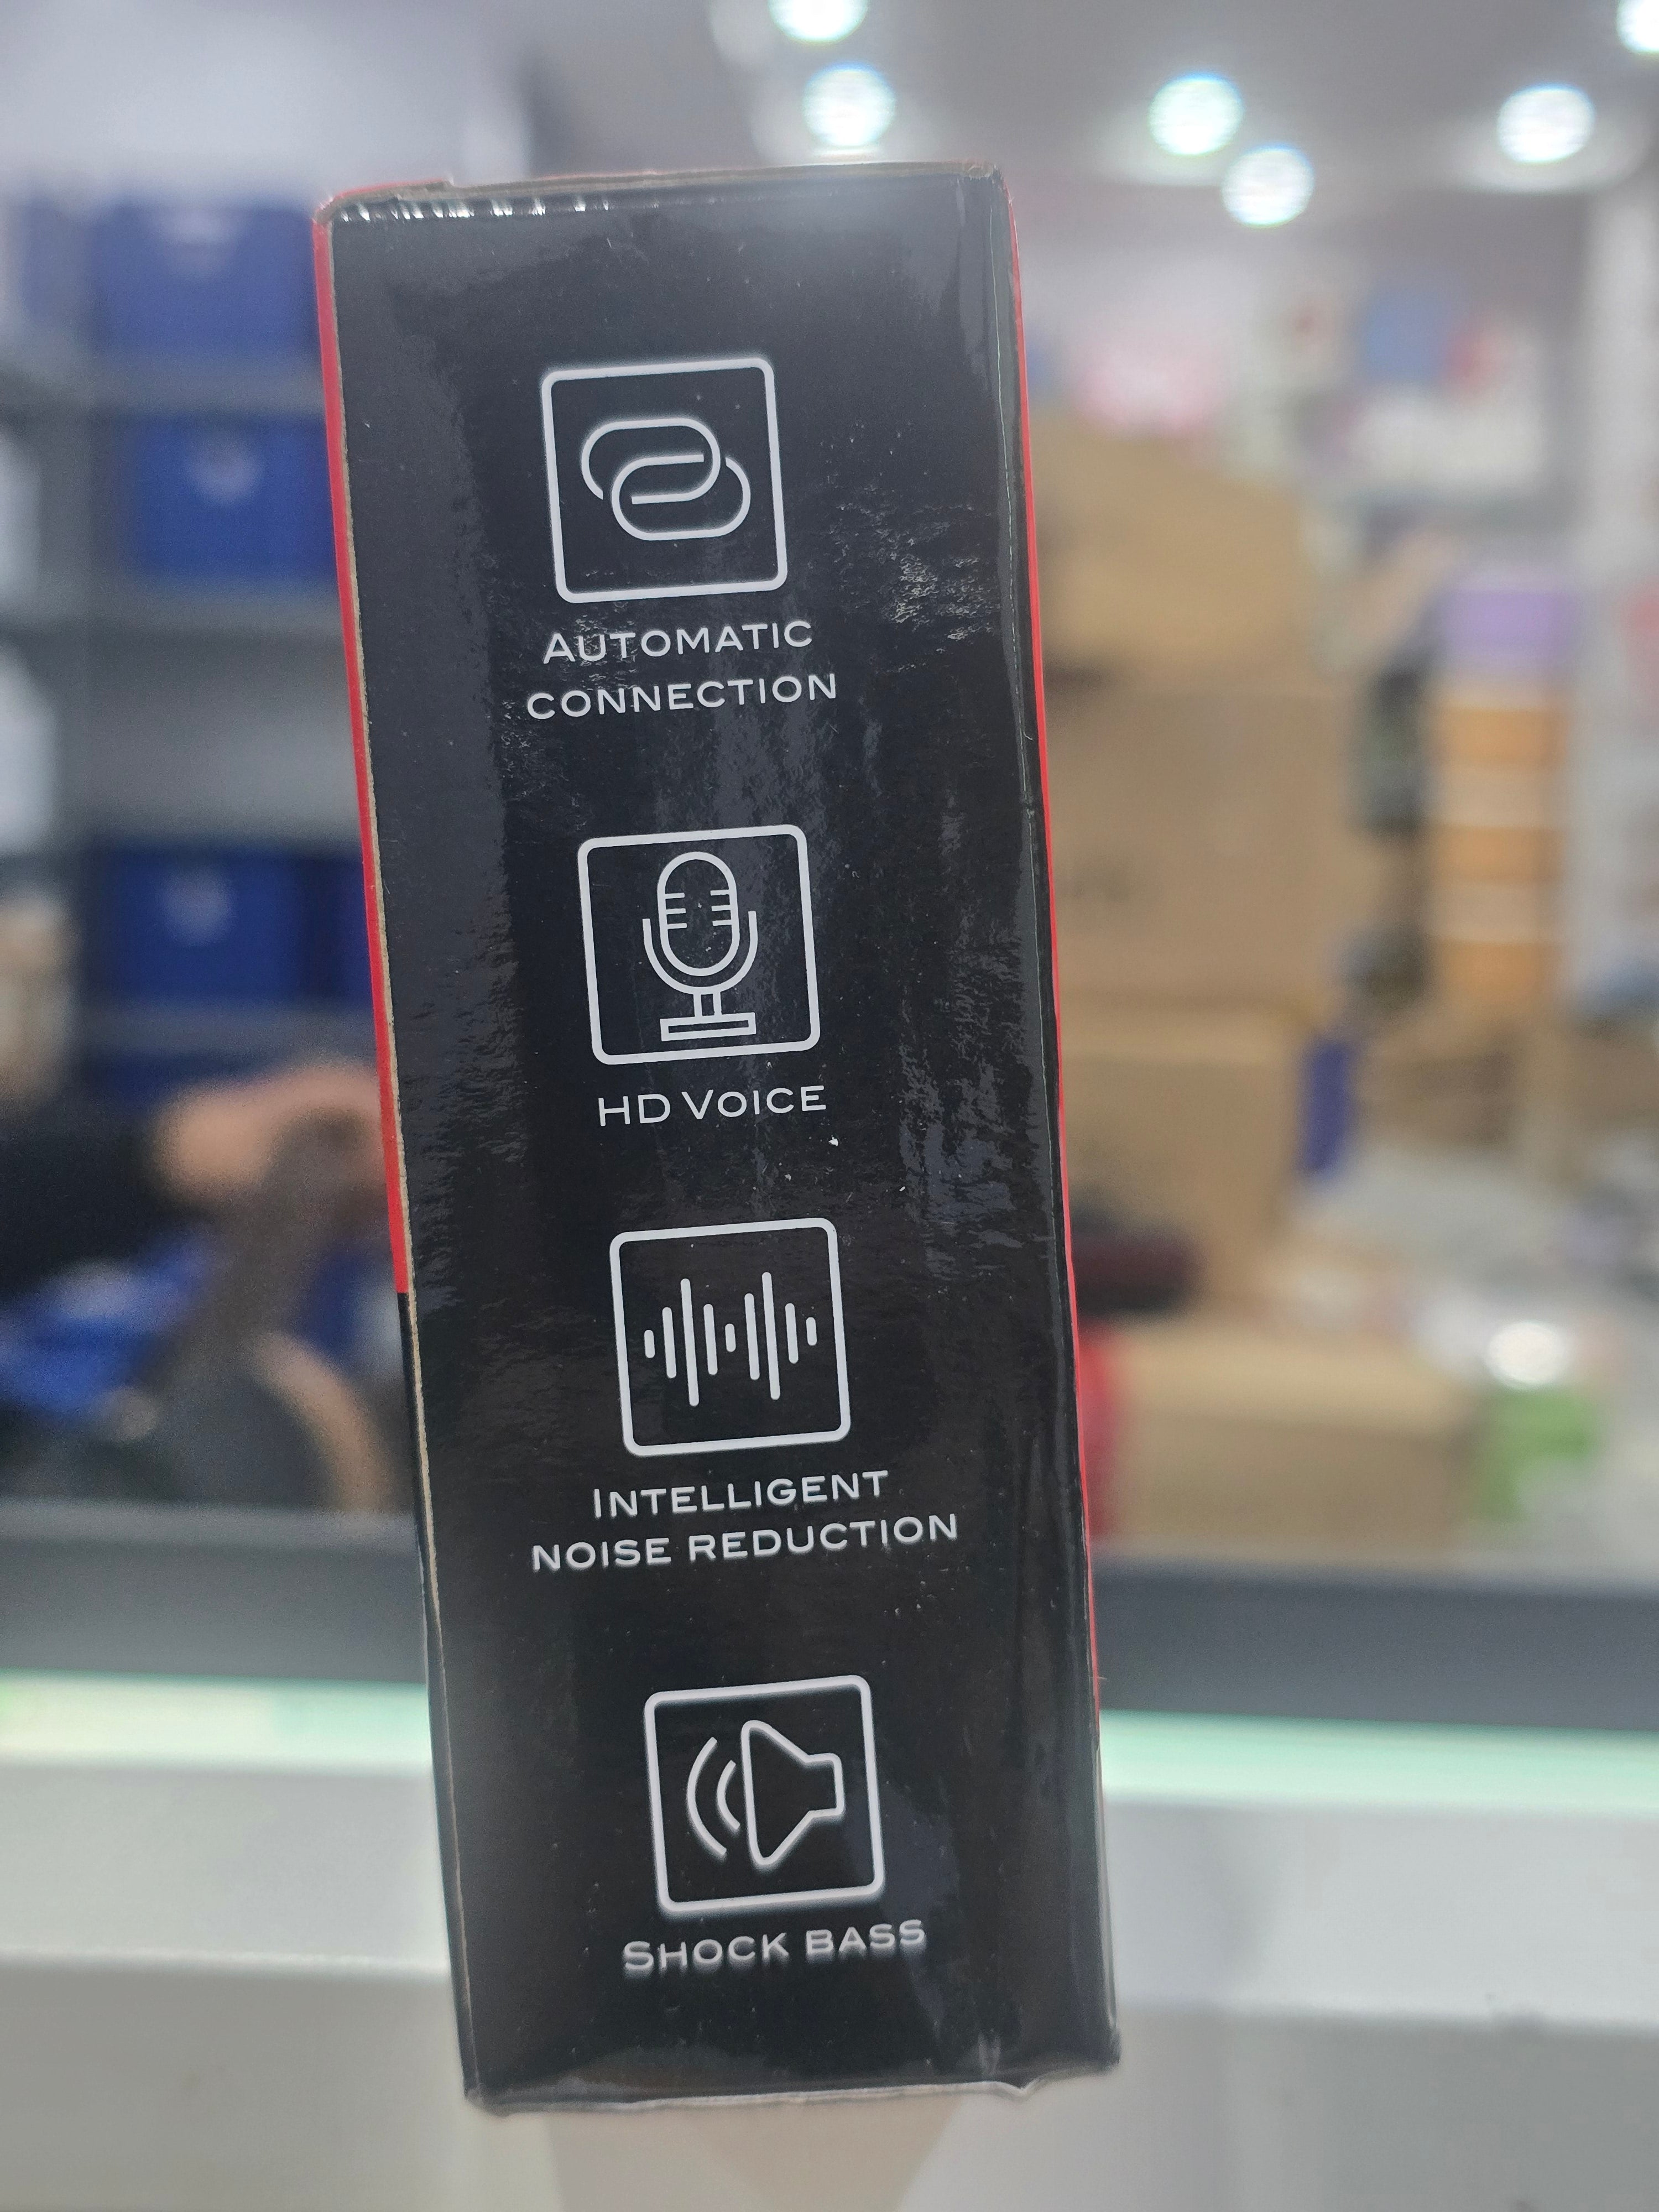 AUTOMATIC
CONNECTION
HD VOICE
INTELLIGENT
NOISE REDUCTION
SHOCK BASS